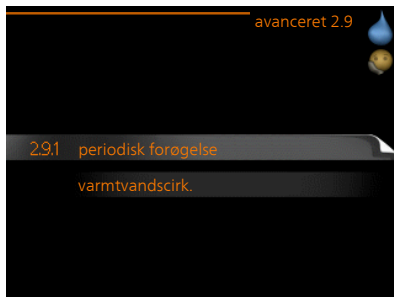 avanceret 2.9
2.9.1 periodisk forøgelse
varmtvandscirk.